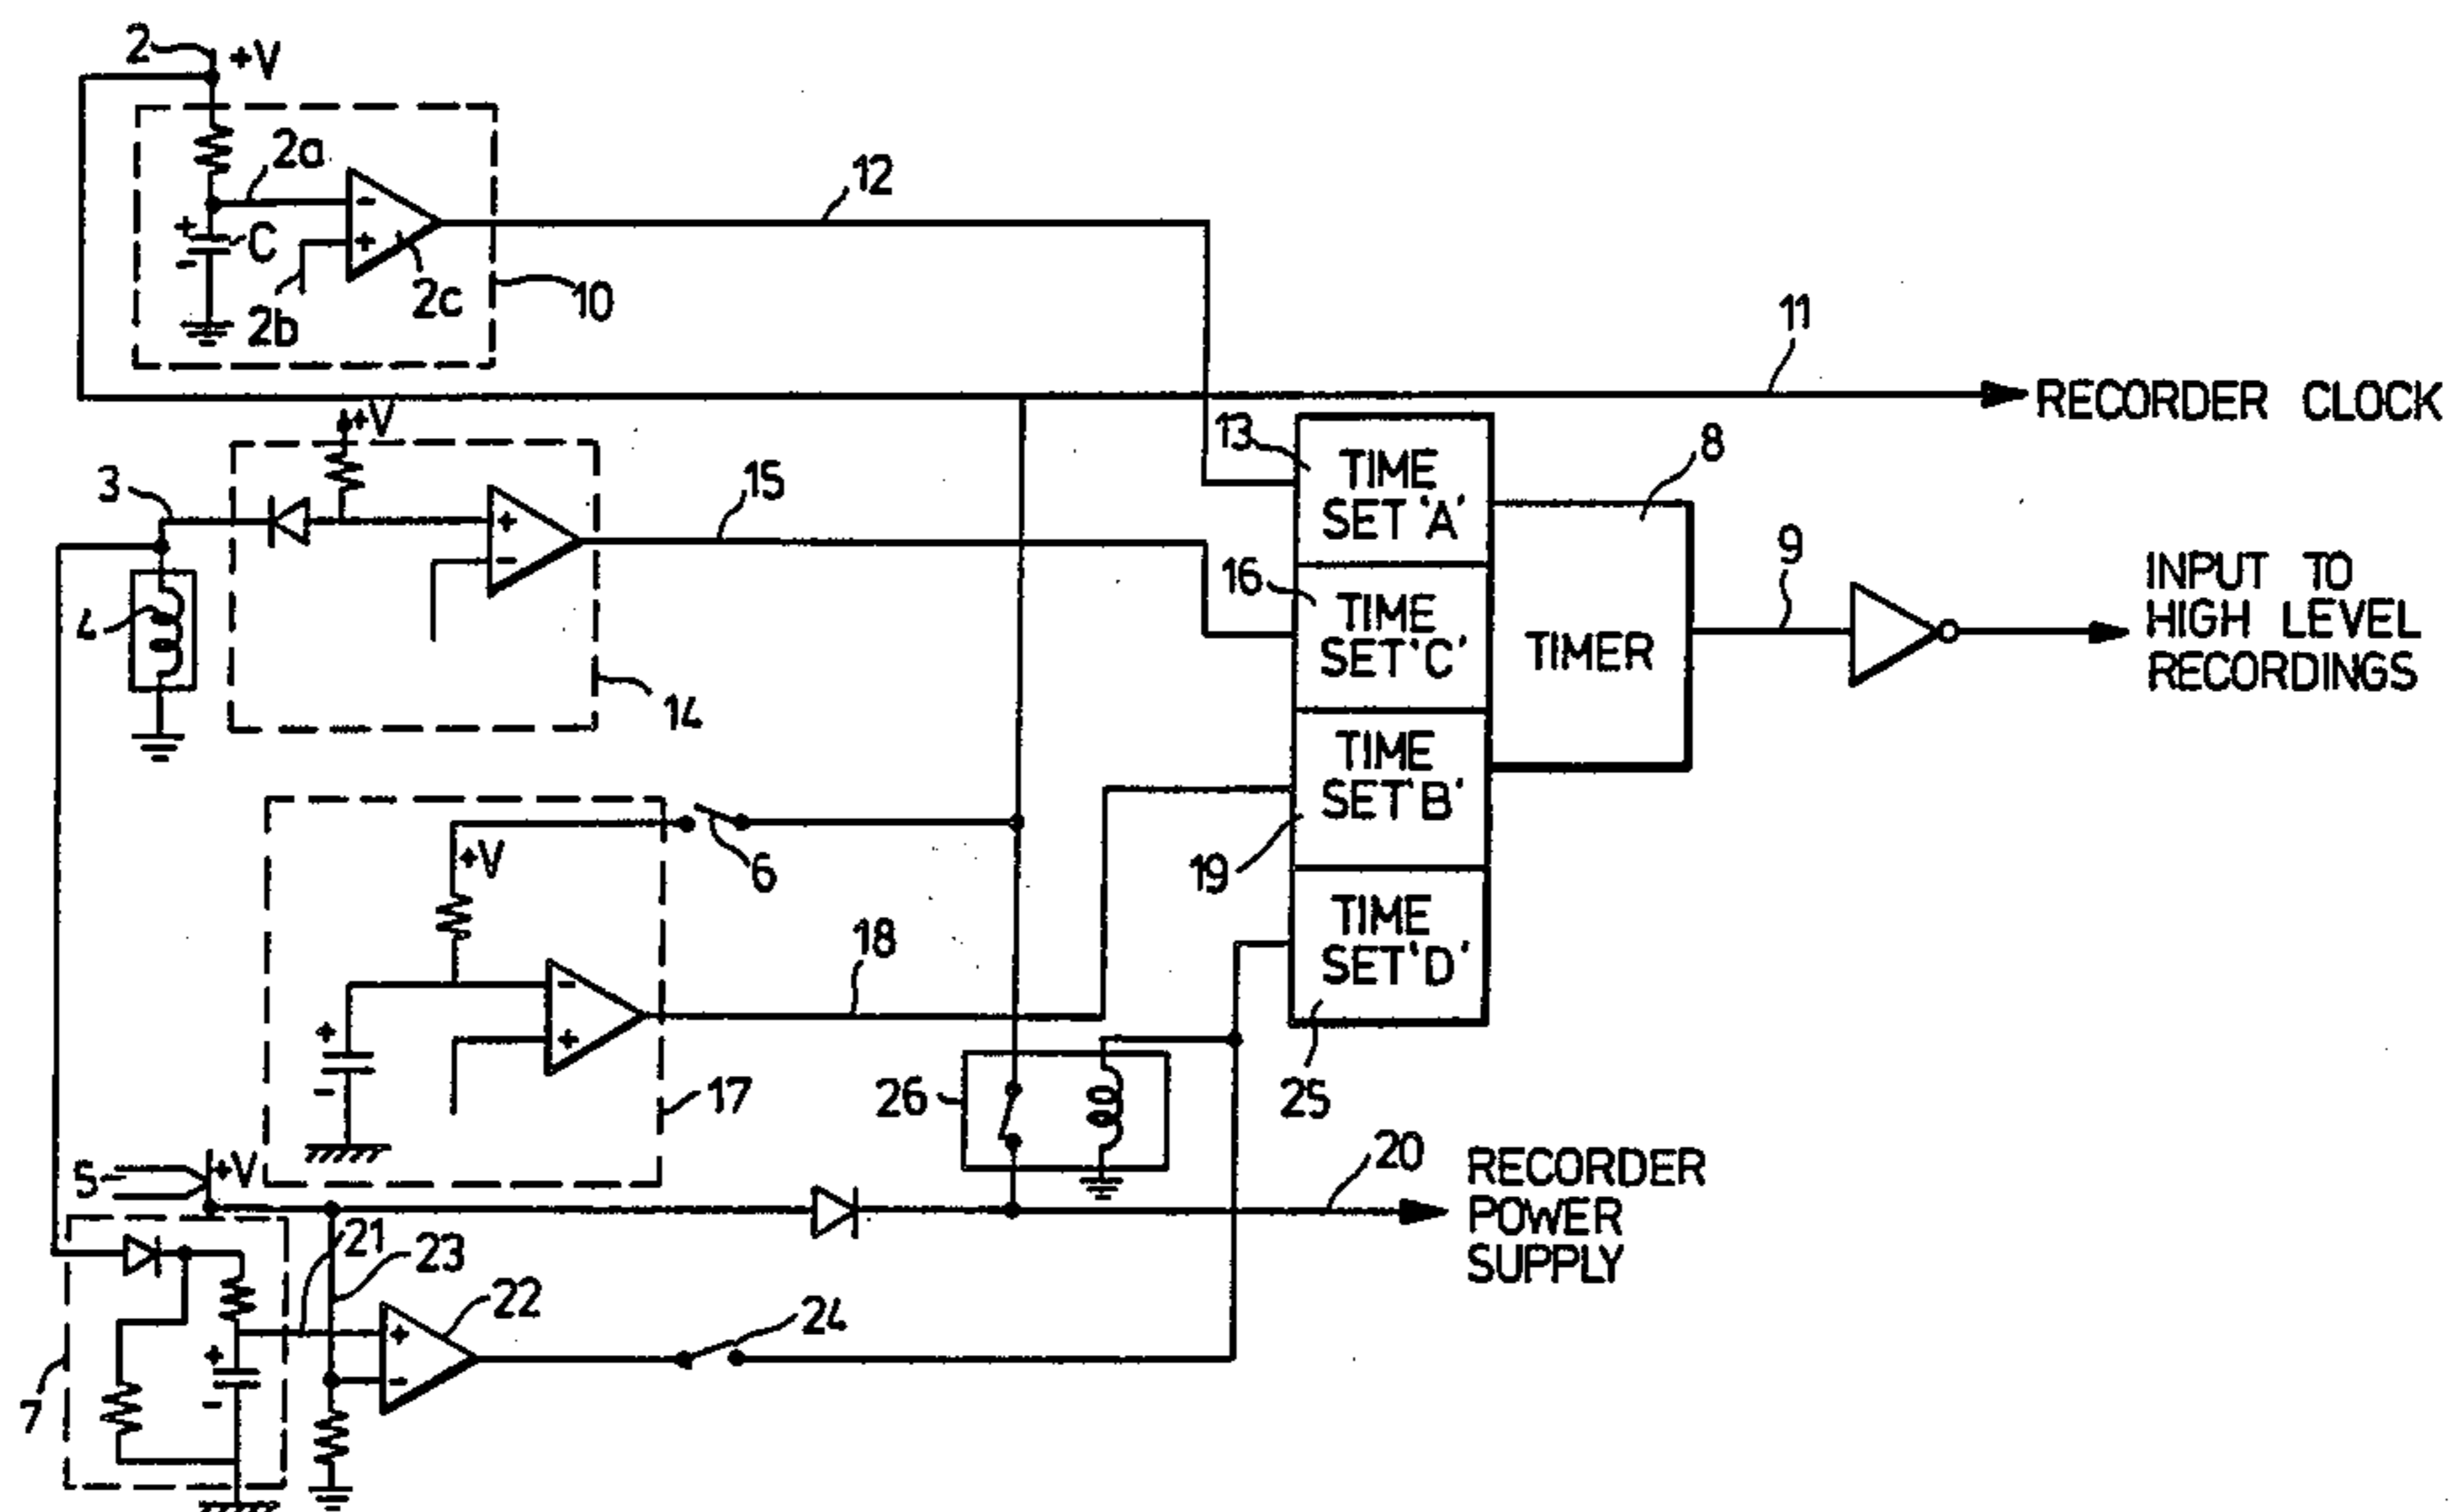 2
+V
2a
12
+
C
-
+
-
2b
2c
10
11
RECORDER CLOCK
+V
13
TIME
SET 'A'
8
3
15
+
-
16
TIME
SET 'C'
TIMER
9
INPUT TO
HIGH LEVEL
RECORDINGS
4
14
TIME
SET 'B'
+V
6
19
TIME
SET 'D'
18
-
+
+
-
17
26
25
20
5
+V
RECORDER
POWER
SUPPLY
21
23
22
24
+
-
+
-
7